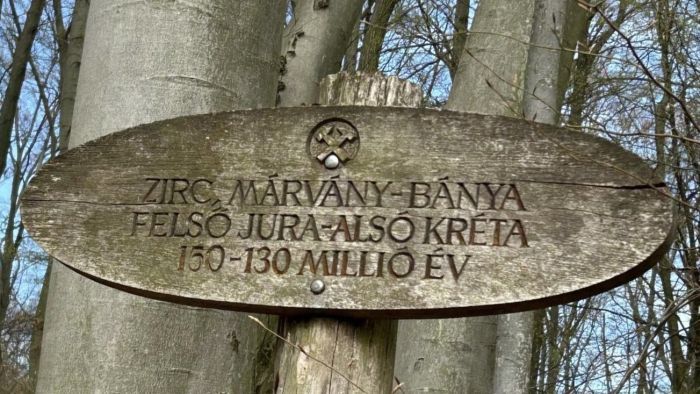 ZIRC, MÁRVÁNY-BÁNYA
FELSŐ JURA-ALSÓ KRÉTA
150-130 MILLIÓ ÉV